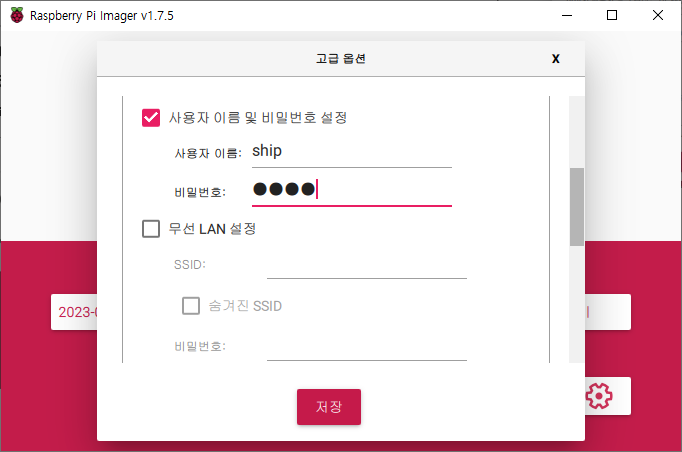 Raspberry Pi Imager v1.7.5
고급 옵션
X
사용자 이름 및 비밀번호 설정
사용자 이름: ship
비밀번호: ●●●●
무선 LAN 설정
SSID:
숨겨진 SSID
비밀번호:
2023-0
저장